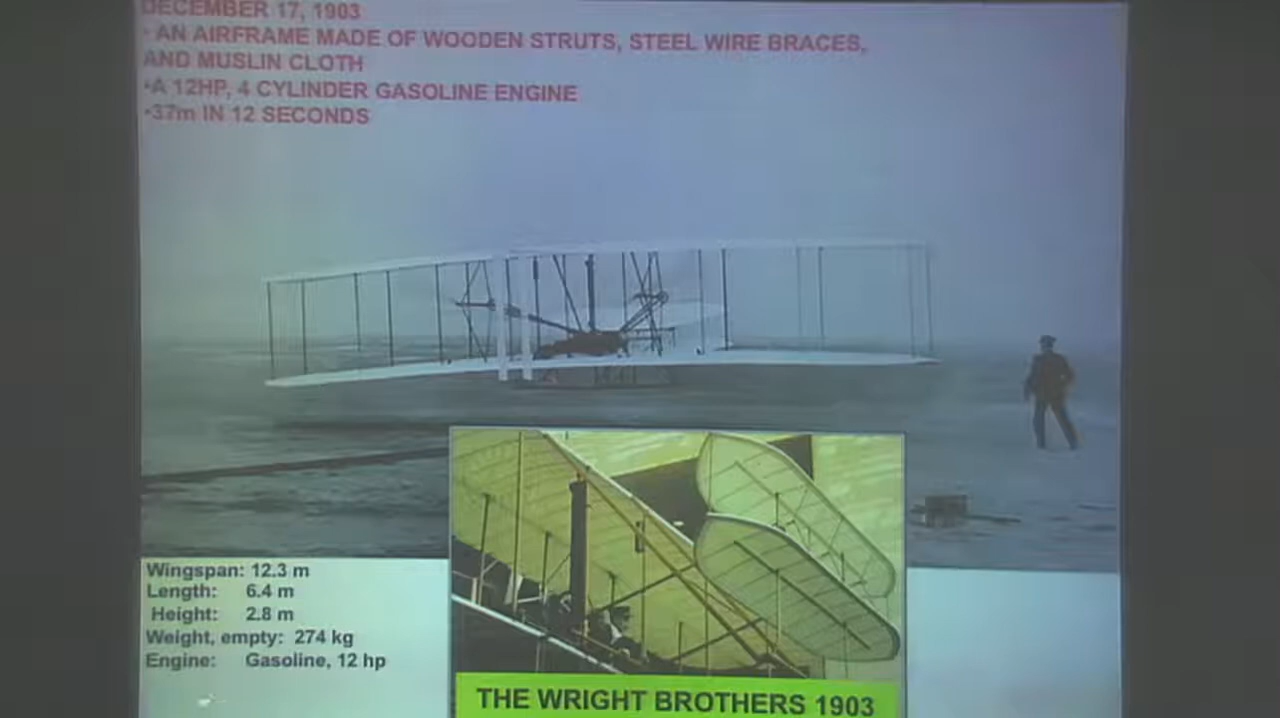 DECEMBER 17, 1903
• AN AIRFRAME MADE OF WOODEN STRUTS, STEEL WIRE BRACES,
AND MUSLIN CLOTH
•A 12HP, 4 CYLINDER GASOLINE ENGINE
•37m IN 12 SECONDS
Wingspan: 12.3 m
Length: 6.4 m
Height: 2.8 m
Weight, empty: 274 kg
Engine: Gasoline, 12 hp
THE WRIGHT BROTHERS 1903